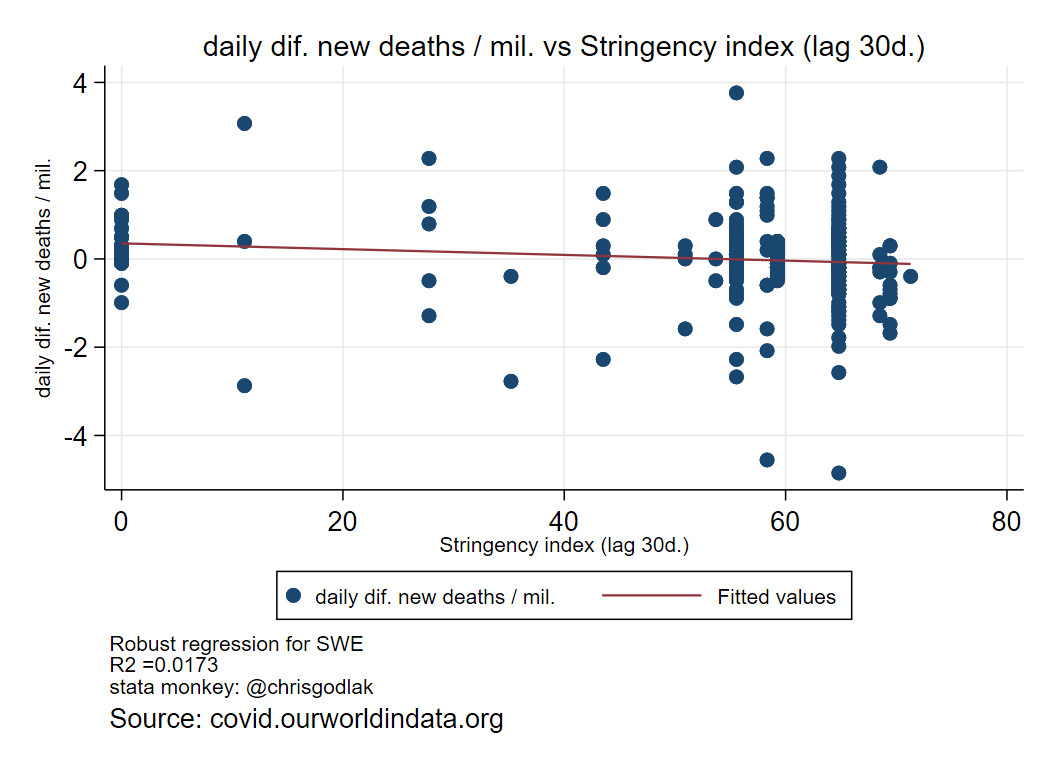 daily dif. new deaths / mil. vs Stringency index (lag 30d.)
daily dif. new deaths / mil.
4
2
0
-2
-4
0 20 40 60 80
Stringency index (lag 30d.)
daily dif. new deaths / mil. Fitted values
Robust regression for SWE
R2 =0.0173
stata monkey: @chrisgodlak
Source: covid.ourworldindata.org